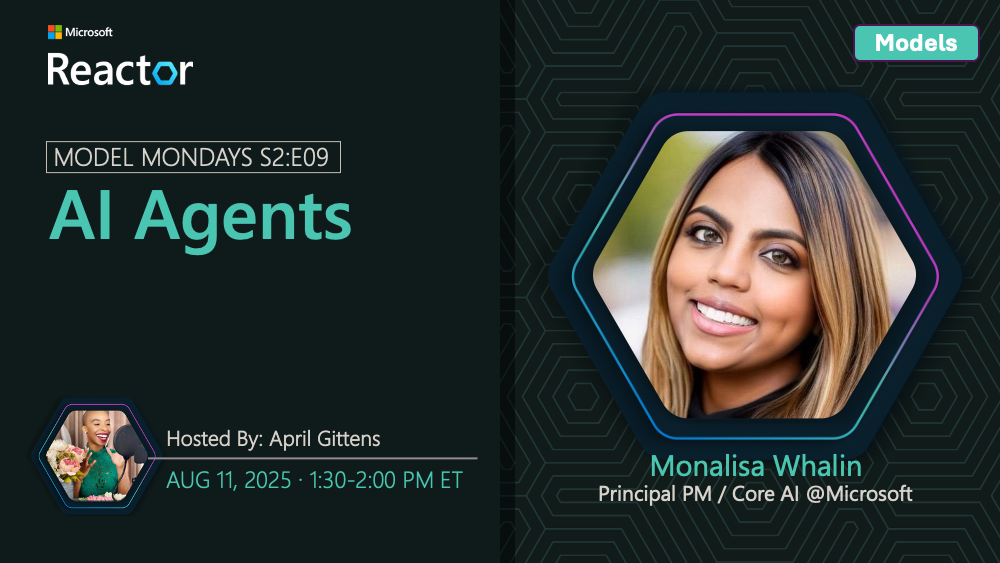 Microsoft
Reactor
MODEL MONDAYS S2:E09
AI Agents
Hosted By: April Gittens
AUG 11, 2025 · 1:30-2:00 PM ET
Models
Monalisa Whalin
Principal PM / Core AI @Microsoft